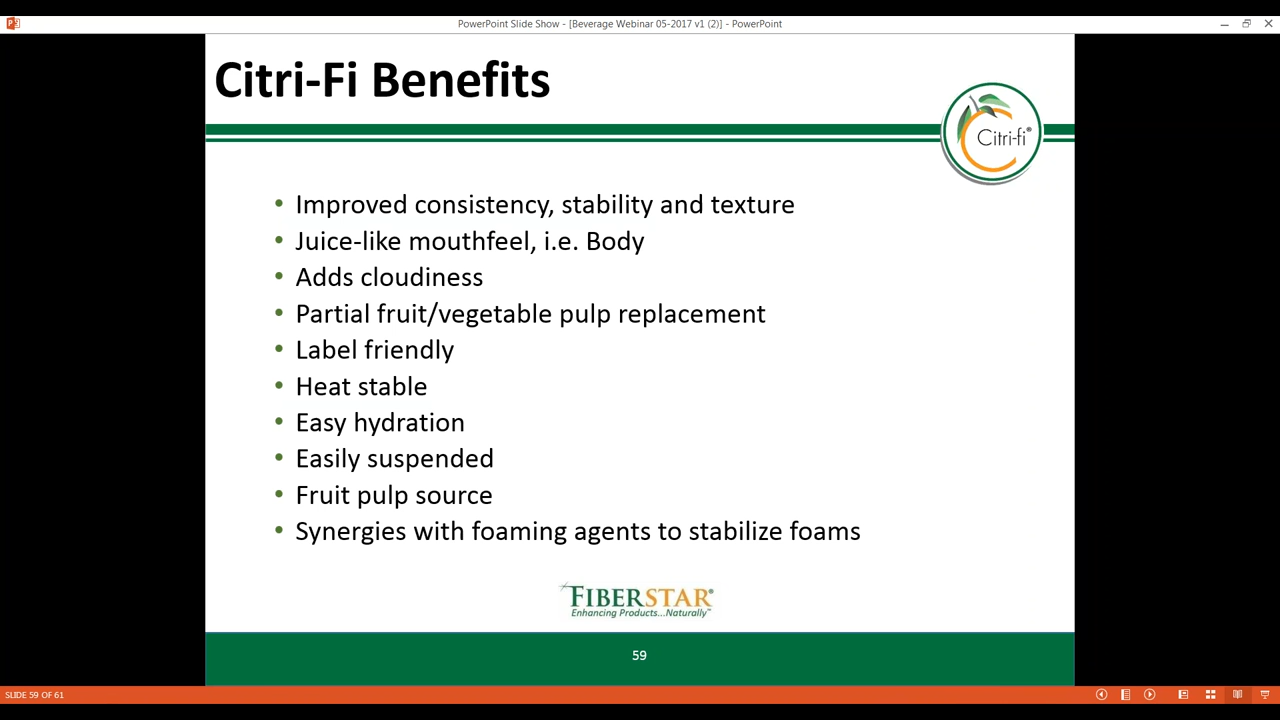 PowerPoint Slide Show - [Beverage Webinar 05-2017 v1 (2)] - PowerPoint
Citri-Fi Benefits
Citri-fi®
• Improved consistency, stability and texture
• Juice-like mouthfeel, i.e. Body
• Adds cloudiness
• Partial fruit/vegetable pulp replacement
• Label friendly
• Heat stable
• Easy hydration
• Easily suspended
• Fruit pulp source
• Synergies with foaming agents to stabilize foams
FIBERSTAR®
Enhancing Products...Naturally™
59
SLIDE 59 OF 61